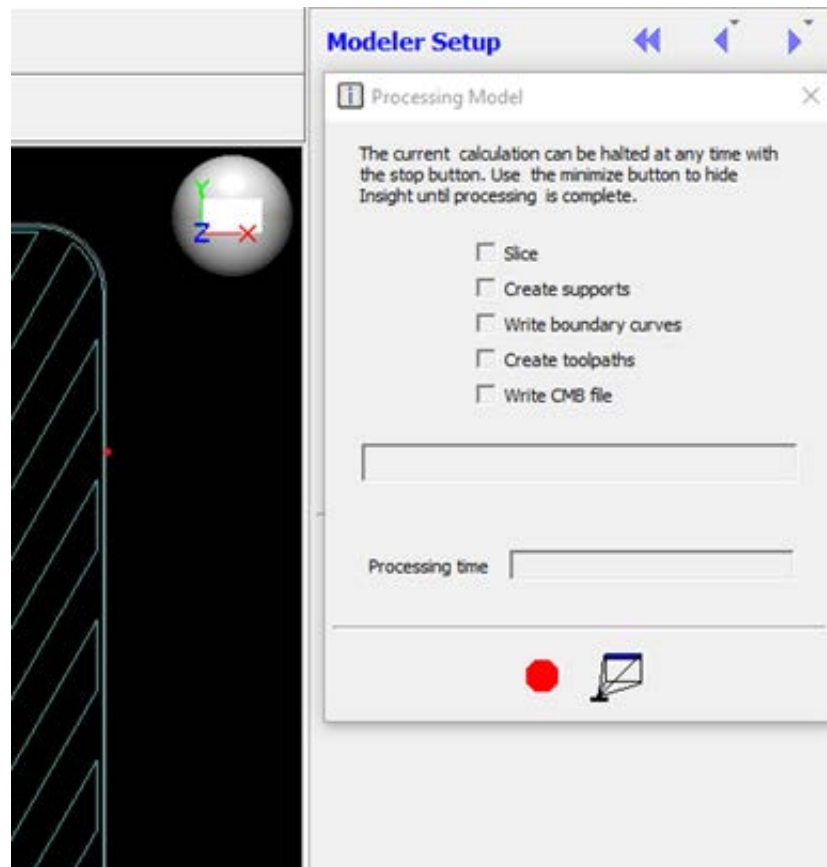 Modeler Setup
Processing Model
The current calculation can be halted at any time with
the stop button. Use the minimize button to hide
Insight until processing is complete.
Slice
Create supports
Write boundary curves
Create toolpaths
Write CMB file
Processing time
Y
Z X